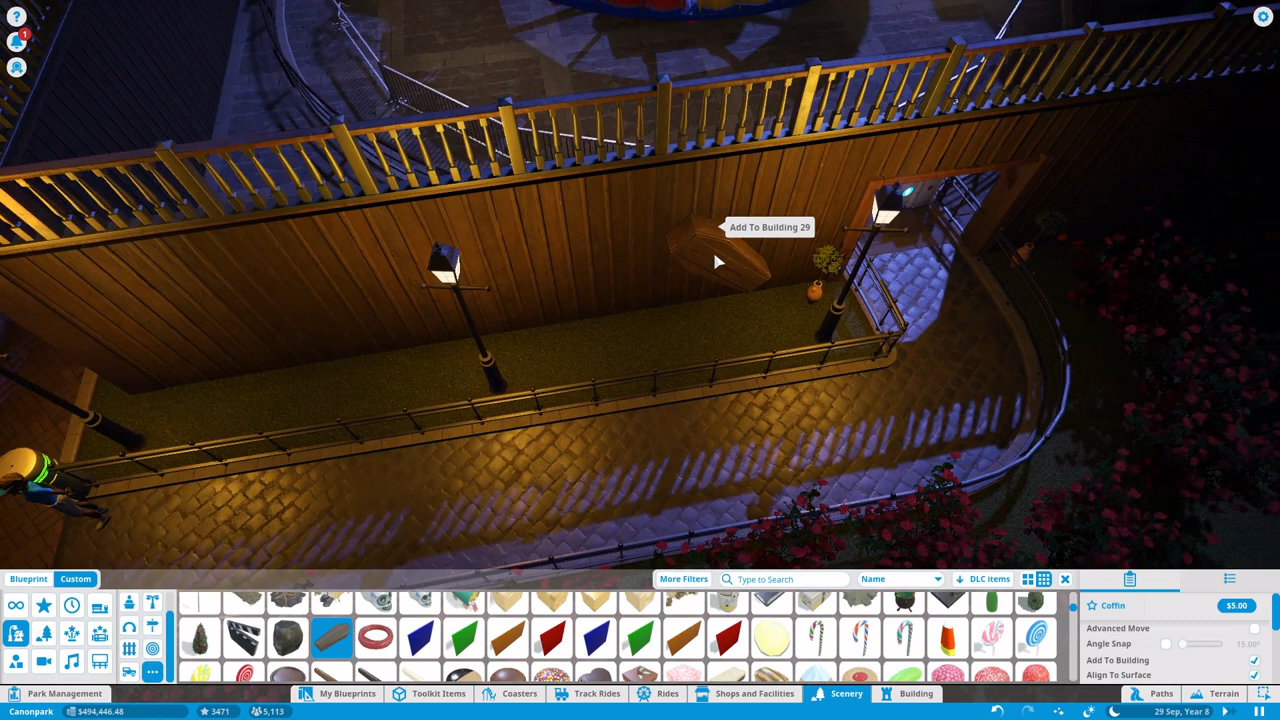 ?
1
Add To Building 29
Blueprint
Custom
More Filters
Type to Search
Name
DLC items
Coffin
$5.00
Advanced Move
Angle Snap
15.00°
Add To Building
Align To Surface
Park Management
My Blueprints
Toolkit Items
Coasters
Track Rides
Rides
Shops and Facilities
Scenery
Building
Paths
Terrain
Canonpark
$494,446.48
3471
5,113
29 Sep, Year 8